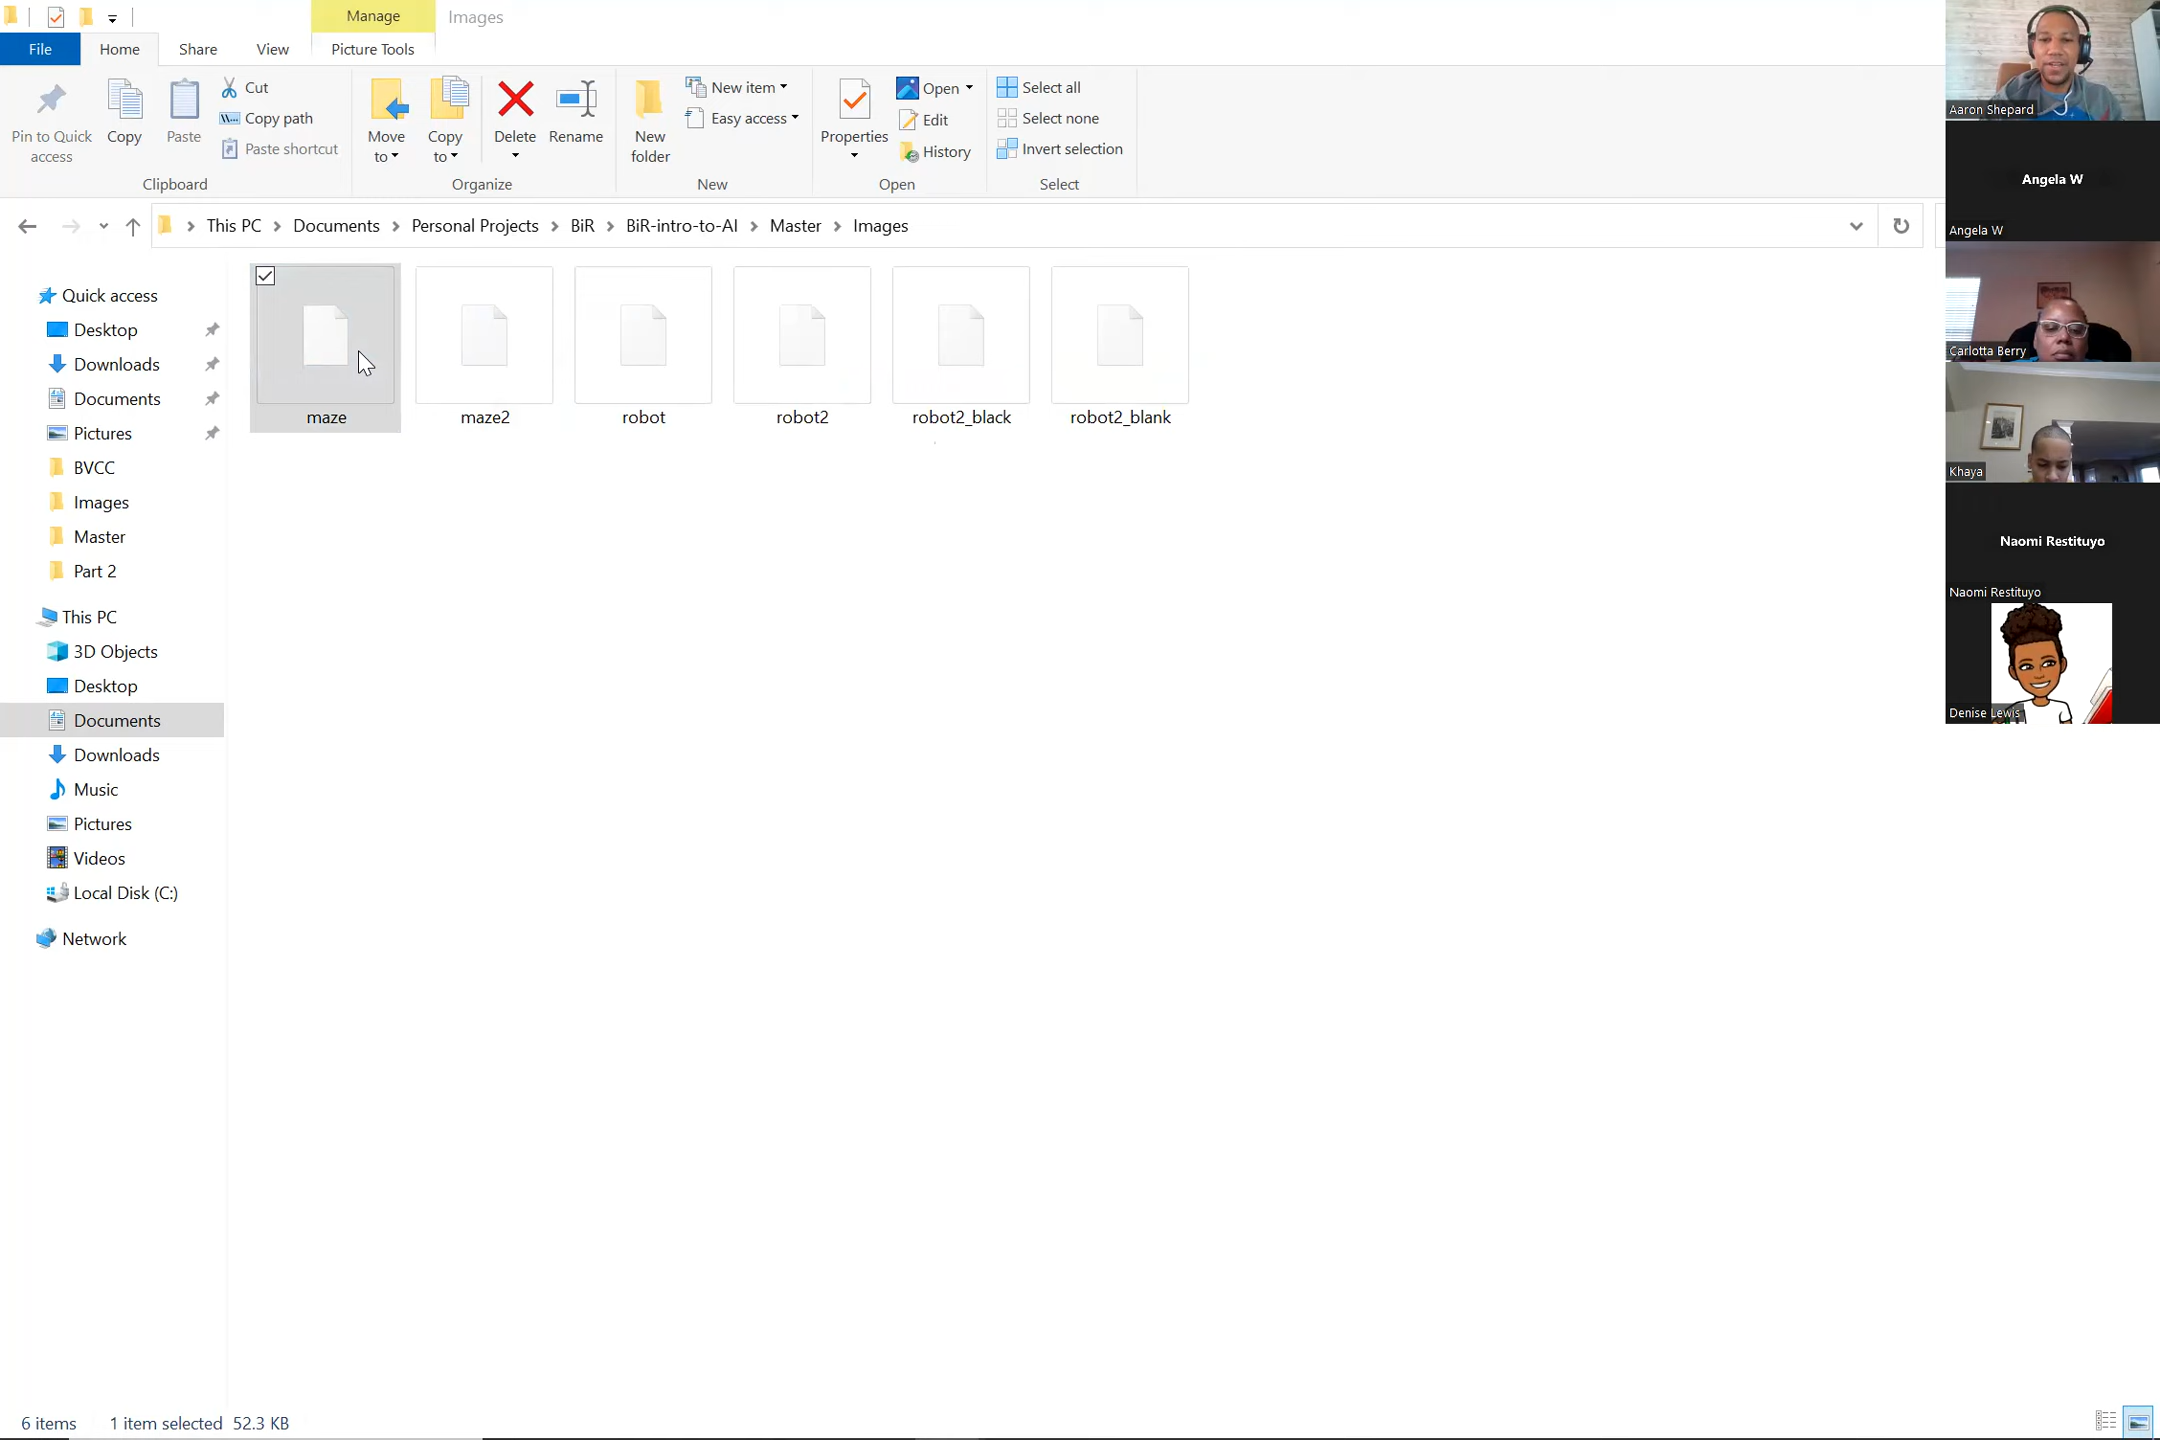 Manage
Images
File
Home
Share
View
Picture Tools
Pin to Quick
access
Copy
Paste
Cut
Copy path
Paste shortcut
Clipboard
Move
to
Copy
to
Delete
Rename
Organize
New
folder
New item
Easy access
New
Properties
Open
Edit
History
Open
Select all
Select none
Invert selection
Select
This PC
Documents
Personal Projects
BiR
BiR-intro-to-AI
Master
Images
Quick access
Desktop
Downloads
Documents
Pictures
BVCC
Images
Master
Part 2
This PC
3D Objects
Desktop
Documents
Downloads
Music
Pictures
Videos
Local Disk (C:)
Network
maze
maze2
robot
robot2
robot2_black
robot2_blank
Aaron Shepard
Angela W
Angela W
Carlotta Berry
Khaya
Naomi Restituyo
Naomi Restituyo
Denise Lewis
6 items
1 item selected 52.3 KB